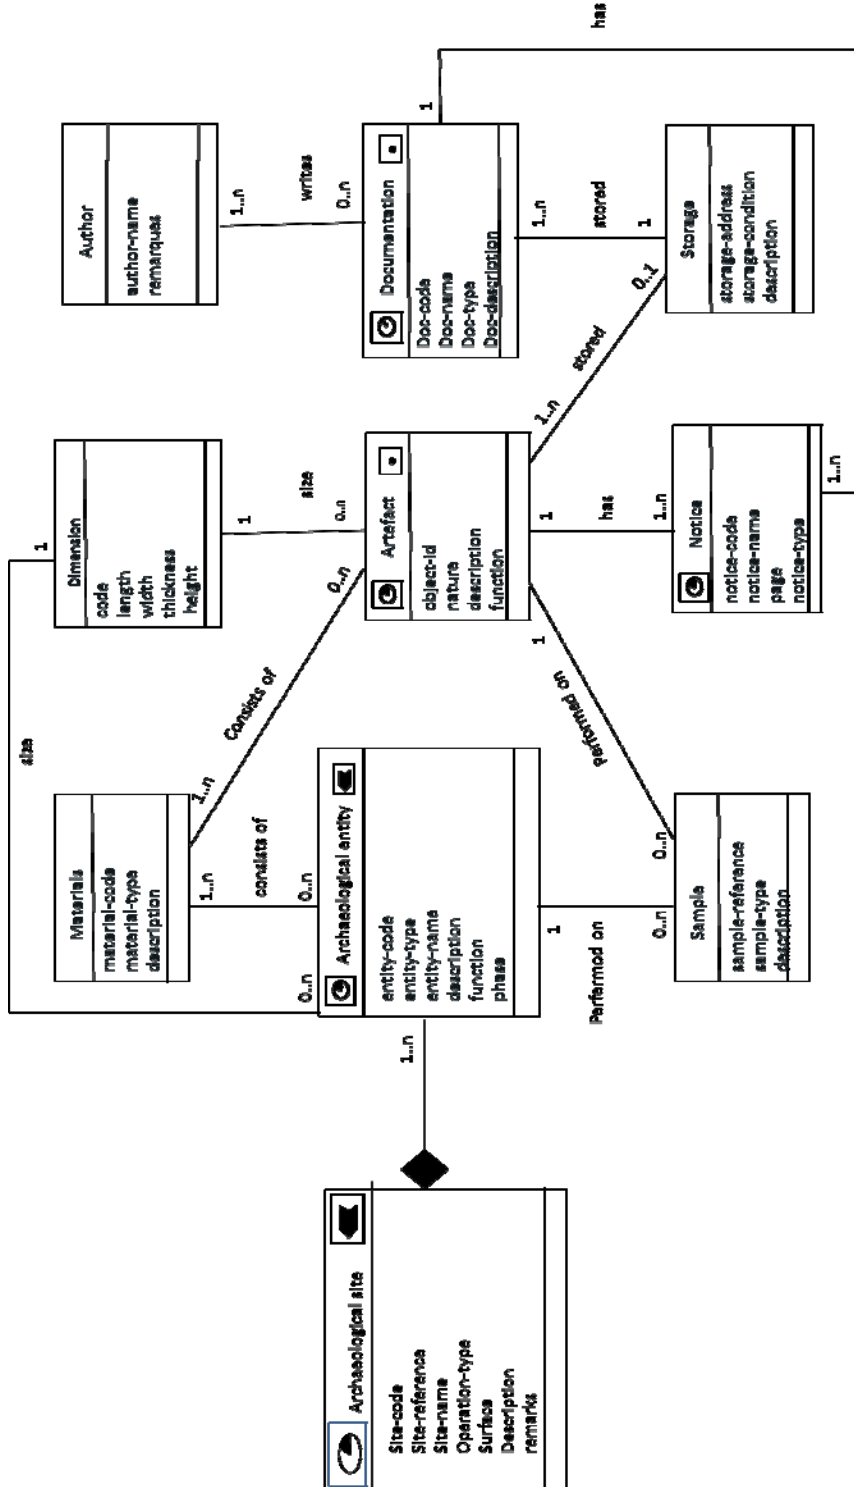 Archaeological site
Site-code
Site-reference
Site-name
Operation-type
Surface
Description
remarks
1..n
size
0..n
1
Materials
material-code
material-type
description
1..n
consists of
0..n
Archaeological entity
entity-code
entity-type
entity-name
description
function
phase
1
Performed on
0..n
Sample
sample-reference
sample-type
description
1..n
Consists of
0..n
1
performed on
0..n
Dimension
code
length
width
thickness
height
1
size
0..n
Artefact
object-id
nature
description
function
1
has
1..n
Notice
notice-code
notice-name
page
notice-type
1..n
1..n
stored
0..1
Author
author-name
remarques
1..n
writes
0..n
Documentation
Doc-code
Doc-name
Doc-type
Doc-description
1..n
stored
1
Storage
storage-address
storage-condition
description
1
has